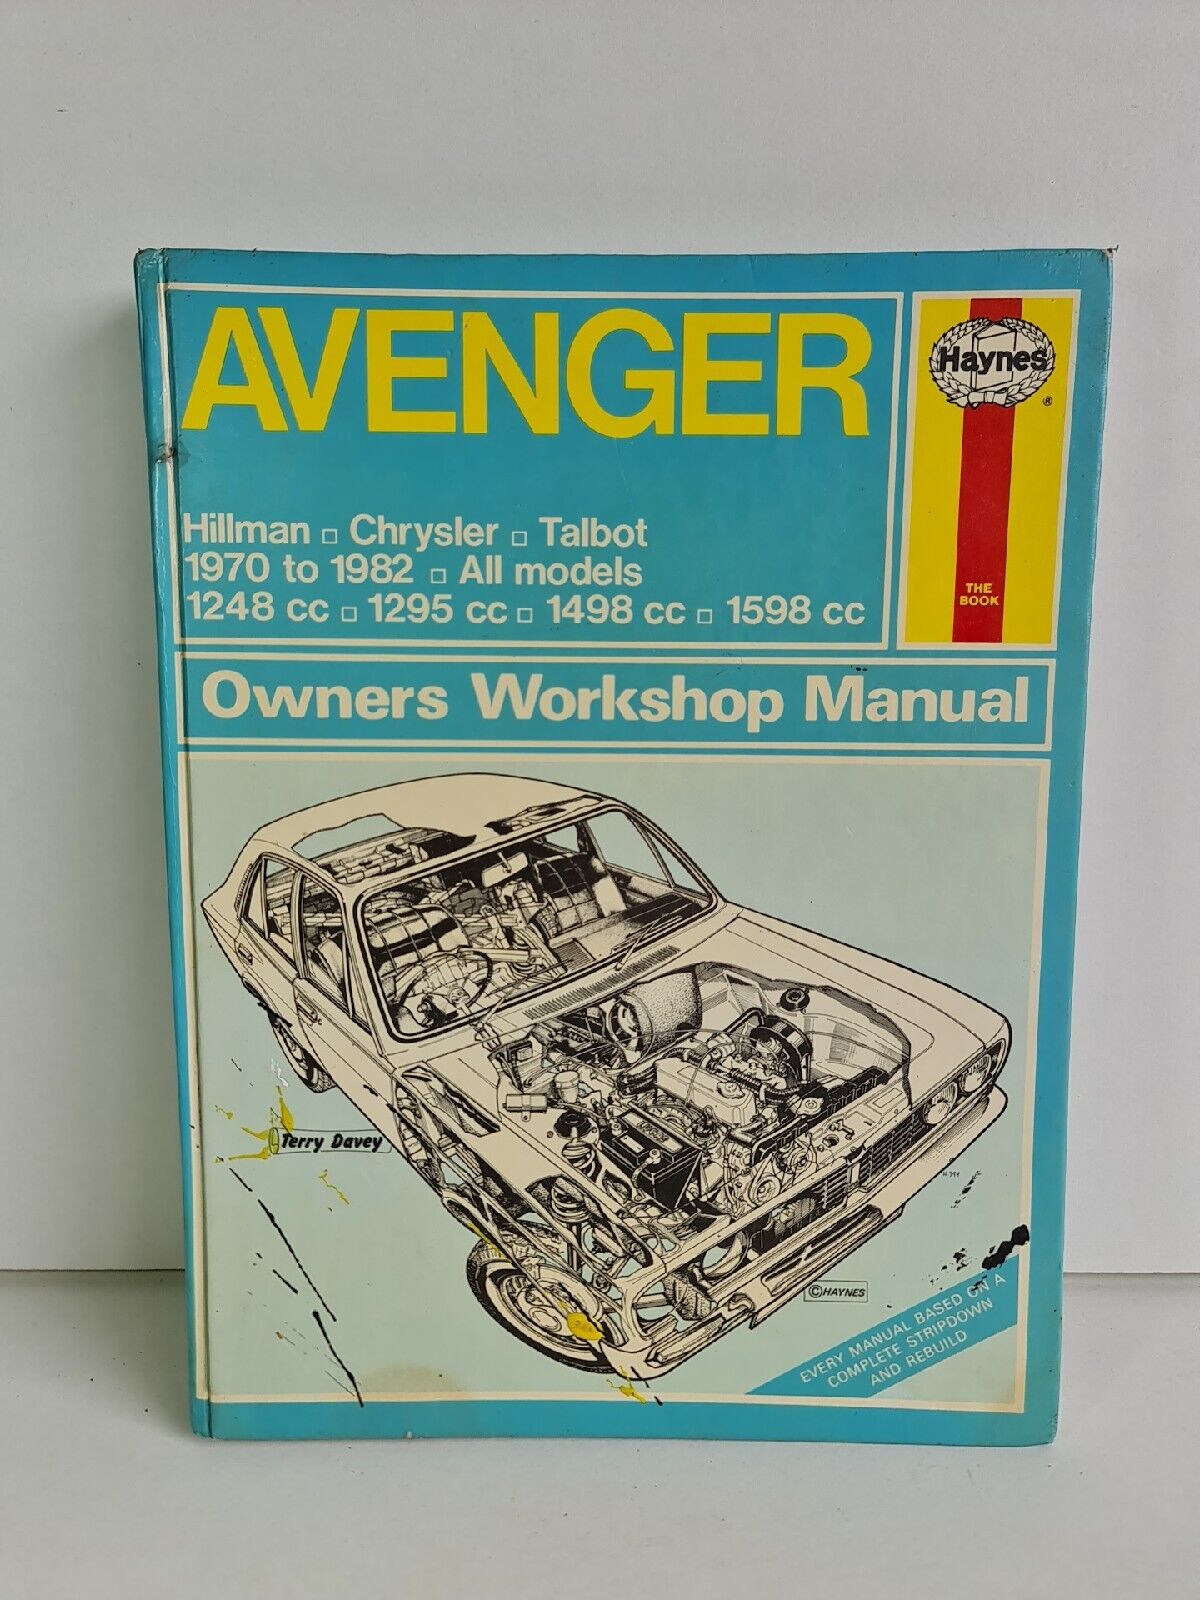 AVENGER
Hillman □ Chrysler □ Talbot
1970 to 1982 □ All models
1248 cc □ 1295 cc □ 1498 cc □ 1598 cc
Haynes
®
THE
BOOK
Owners Workshop Manual
Terry Davey
H.391
© HAYNES
EVERY MANUAL BASED ON A
COMPLETE STRIPDOWN
AND REBUILD